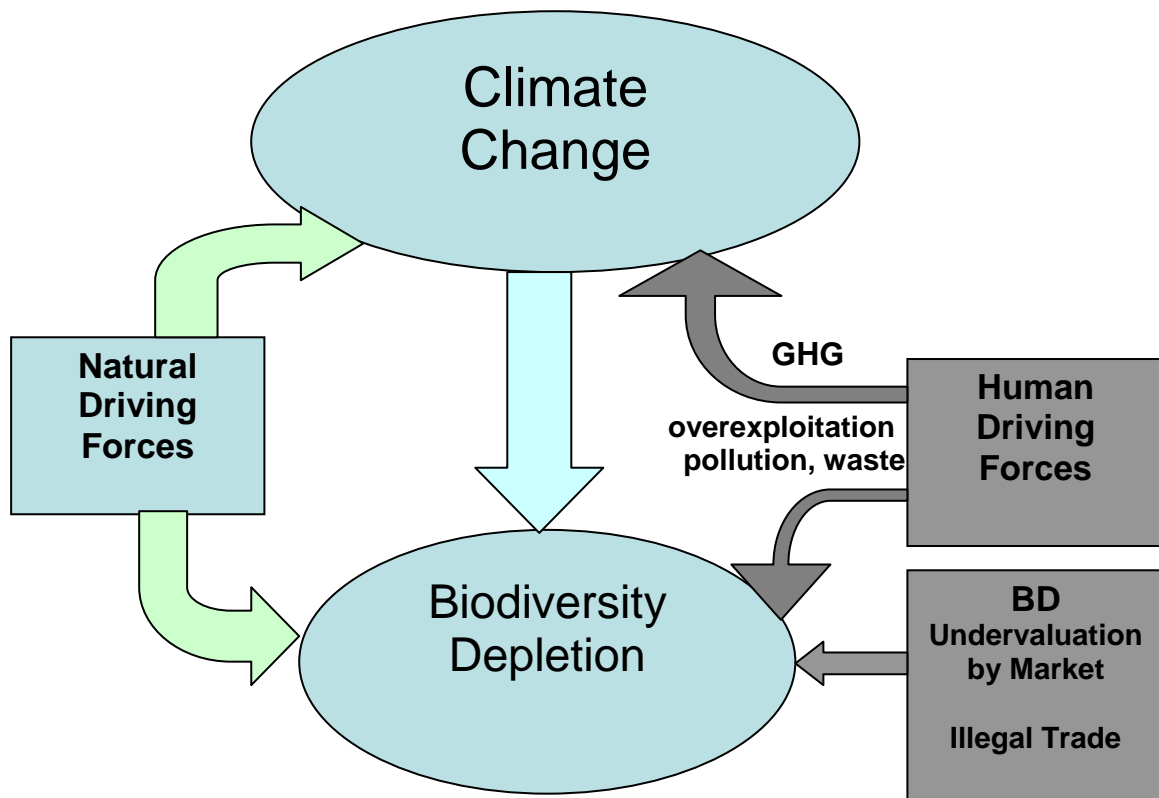 Climate
Change
Natural
Driving
Forces
GHG
overexploitation
pollution, waste
Human
Driving
Forces
Biodiversity
Depletion
BD
Undervaluation
by Market
Illegal Trade